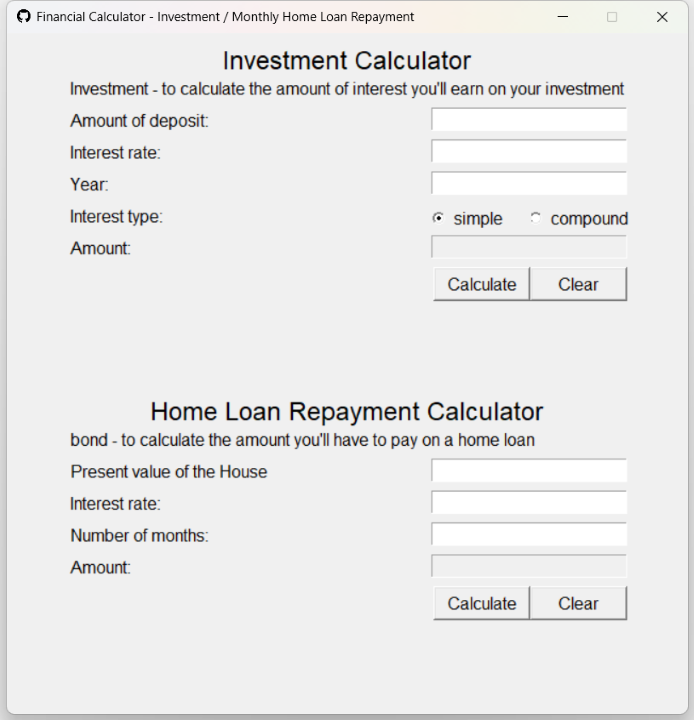 Financial Calculator - Investment / Monthly Home Loan Repayment
Investment Calculator
Investment - to calculate the amount of interest you'll earn on your investment
Amount of deposit:
Interest rate:
Year:
Interest type: simple compound
Amount:
Calculate Clear
Home Loan Repayment Calculator
bond - to calculate the amount you'll have to pay on a home loan
Present value of the House
Interest rate:
Number of months:
Amount:
Calculate Clear